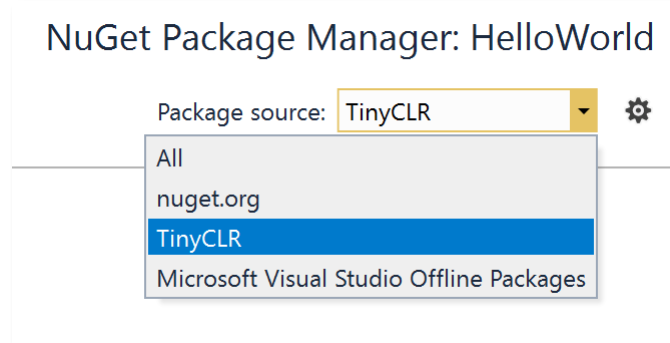 NuGet Package Manager: HelloWorld
Package source: TinyCLR
All
nuget.org
TinyCLR
Microsoft Visual Studio Offline Packages